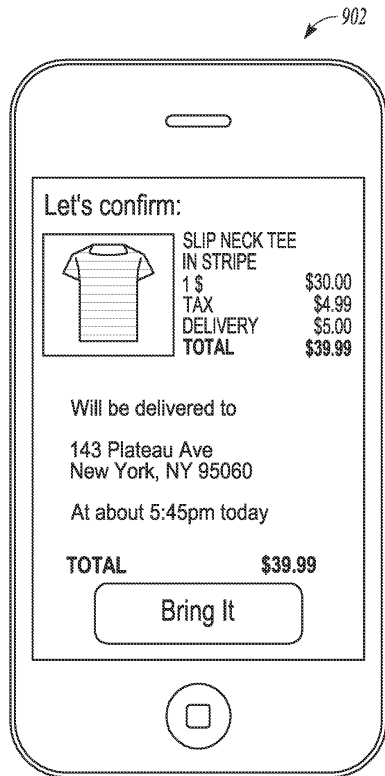 902
Let's confirm:
SLIP NECK TEE
IN STRIPE
1 $ $30.00
TAX $4.99
DELIVERY $5.00
TOTAL $39.99
Will be delivered to
143 Plateau Ave
New York, NY 95060
At about 5:45pm today
TOTAL $39.99
Bring It